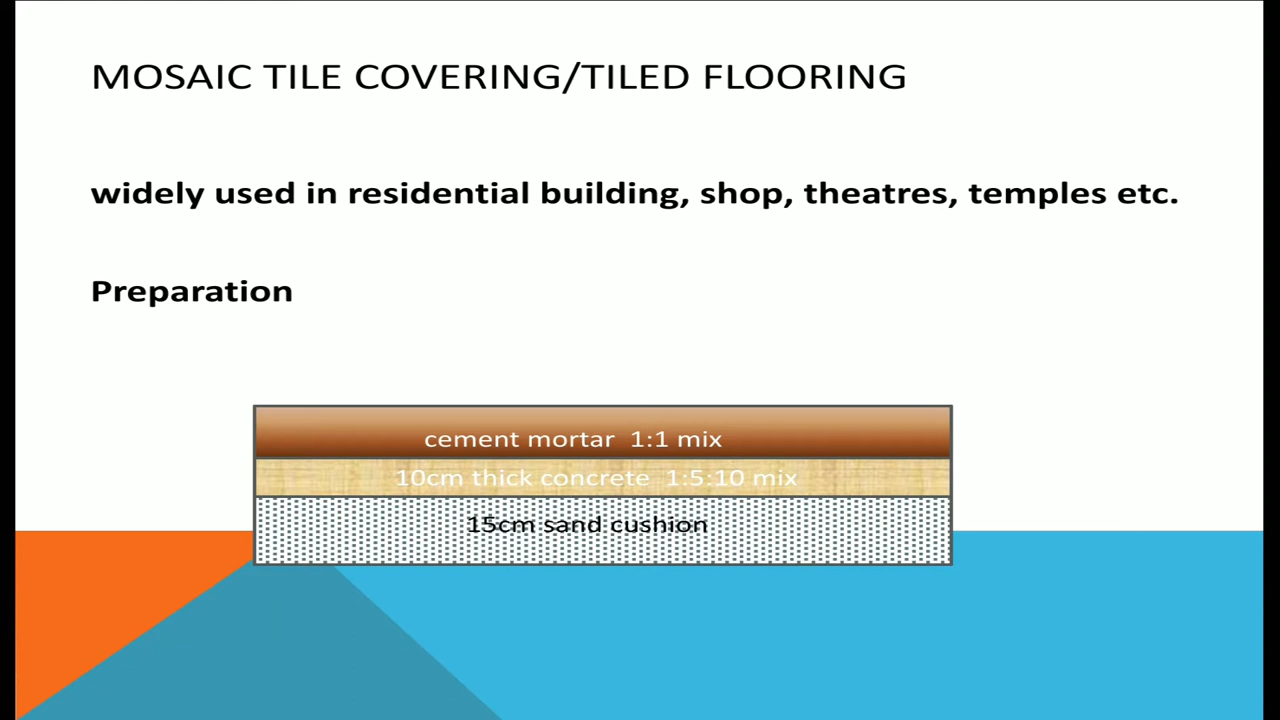 MOSAIC TILE COVERING/TILED FLOORING
widely used in residential building, shop, theatres, temples etc.
Preparation
cement mortar 1:1 mix
10cm thick concrete 1:5:10 mix
15cm sand cushion